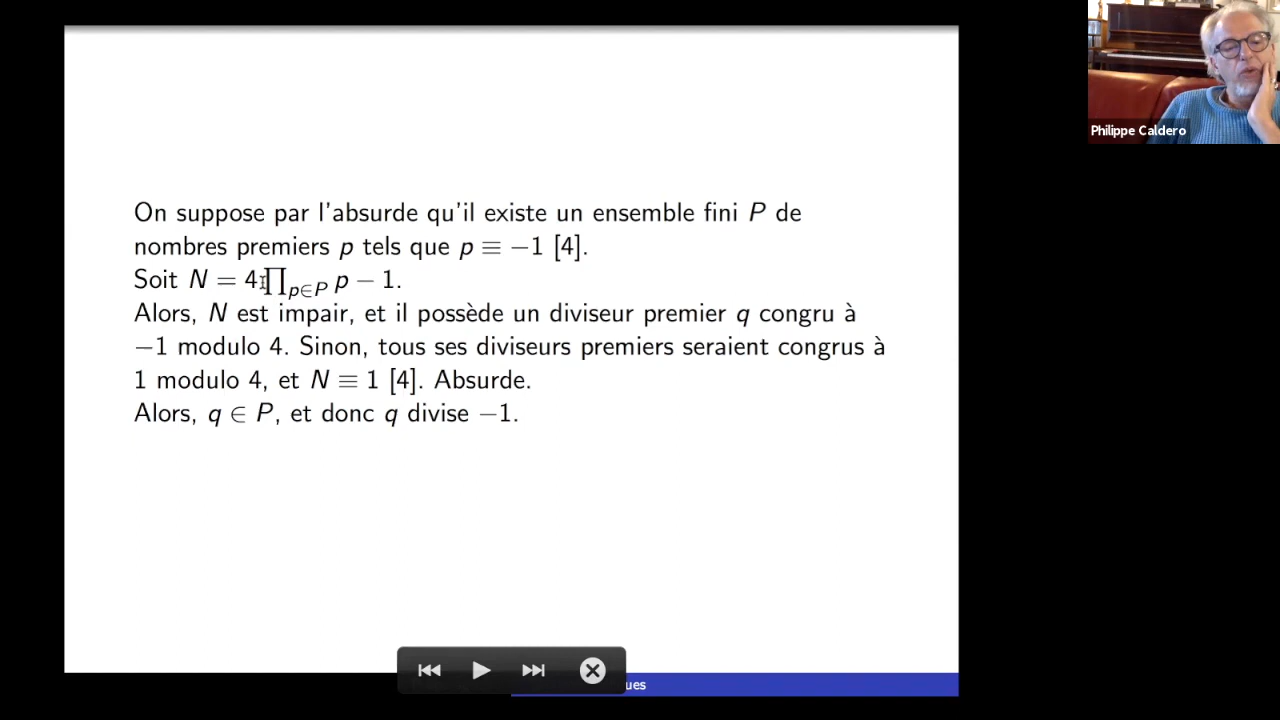 Philippe Caldero
On suppose par l'absurde qu'il existe un ensemble fini P de
nombres premiers p tels que p ≡ −1 [4].
Soit N = 4∏_{p∈P} p − 1.
Alors, N est impair, et il possède un diviseur premier q congru à
−1 modulo 4. Sinon, tous ses diviseurs premiers seraient congrus à
1 modulo 4, et N ≡ 1 [4]. Absurde.
Alors, q ∈ P, et donc q divise −1.
ues